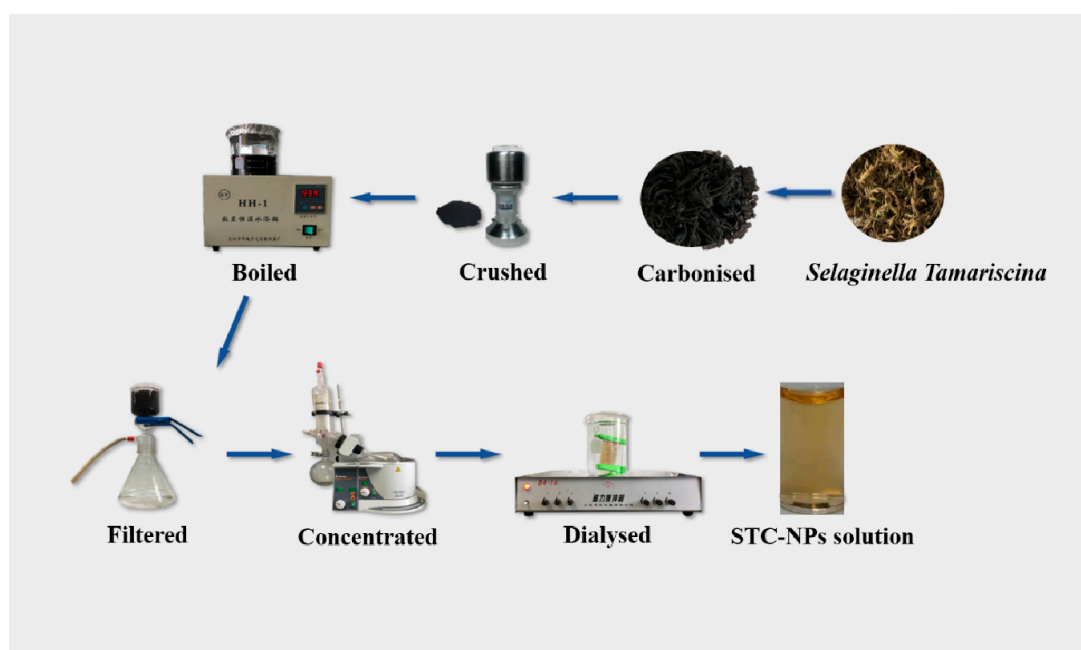 HH-1
Boiled
Crushed
Carbonised
Selaginella Tamariscina
Filtered
Concentrated
Dialysed
STC-NPs solution